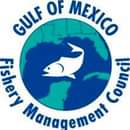 GULF OF MEXICO
Fishery Management Council